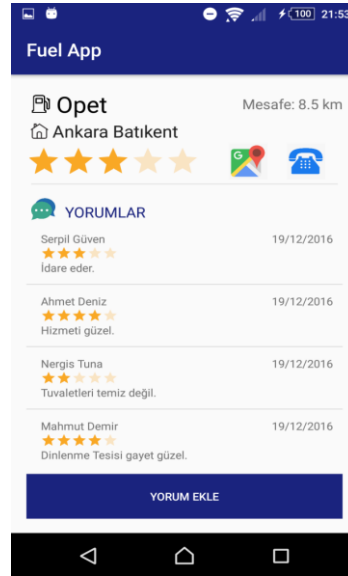 100 21:53
Fuel App
Opet Mesafe: 8.5 km
Ankara Batıkent
G
YORUMLAR
Serpil Güven 19/12/2016
İdare eder.
Ahmet Deniz 19/12/2016
Hizmeti güzel.
Nergis Tuna 19/12/2016
Tuvaletleri temiz değil.
Mahmut Demir 19/12/2016
Dinlenme Tesisi gayet güzel.
YORUM EKLE